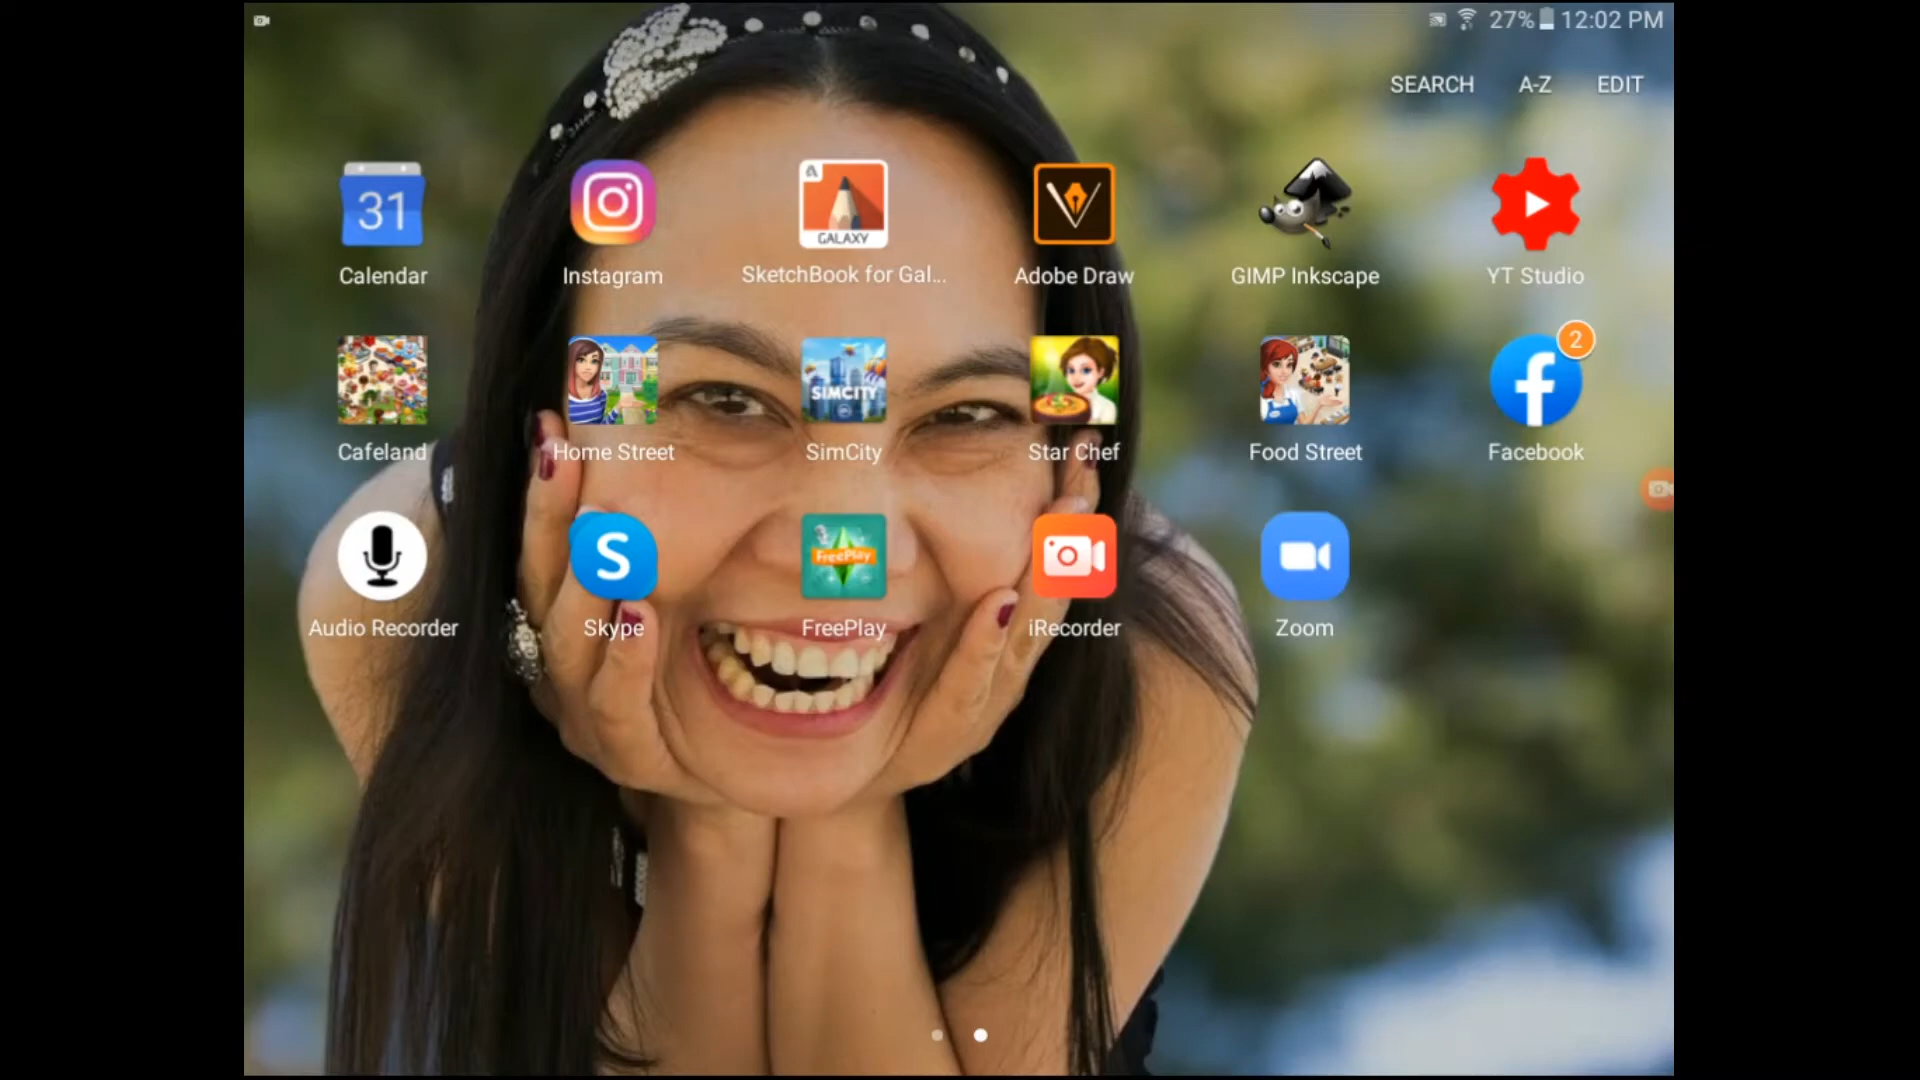 27% 12:02 PM
SEARCH A-Z EDIT
31
GALAXY
Calendar Instagram SketchBook for Gal... Adobe Draw GIMP Inkscape YT Studio
SIMCITY
2
Cafeland Home Street SimCity Star Chef Food Street Facebook
S
FreePlay
Audio Recorder Skype FreePlay iRecorder Zoom